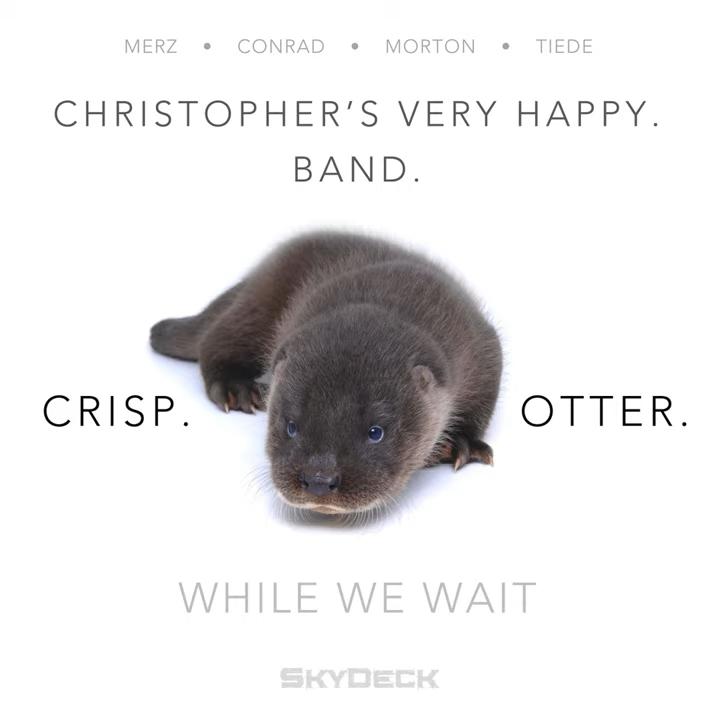 MERZ • CONRAD • MORTON • TIEDE
CHRISTOPHER’S VERY HAPPY.
BAND.
CRISP. OTTER.
WHILE WE WAIT
SKYDECK